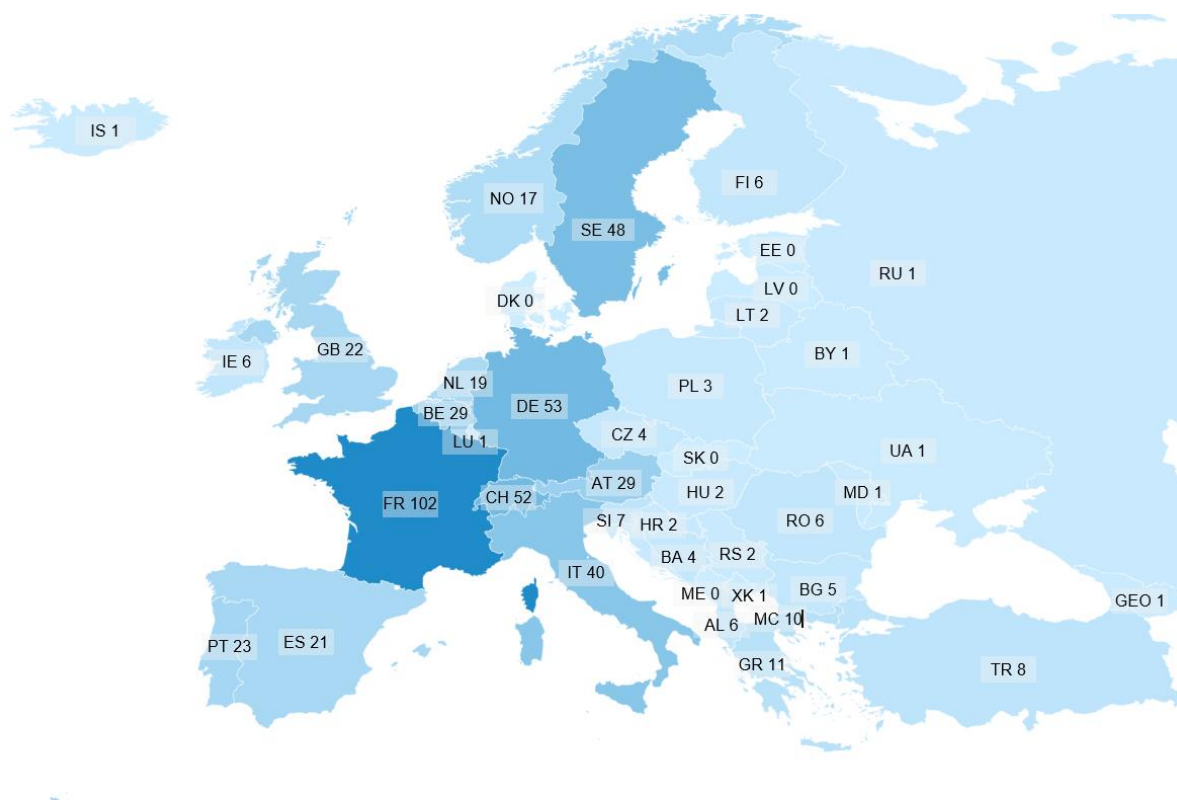 IS 1
NO 17
FI 6
SE 48
EE 0
RU 1
LV 0
DK 0
LT 2
GB 22
IE 6
BY 1
NL 19
PL 3
DE 53
BE 29
CZ 4
LU 1
UA 1
SK 0
AT 29
HU 2
MD 1
CH 52
FR 102
SI 7
HR 2
RO 6
BA 4
RS 2
IT 40
ME 0
XK 1
BG 5
GEO 1
MC 10
AL 6
PT 23
ES 21
GR 11
TR 8